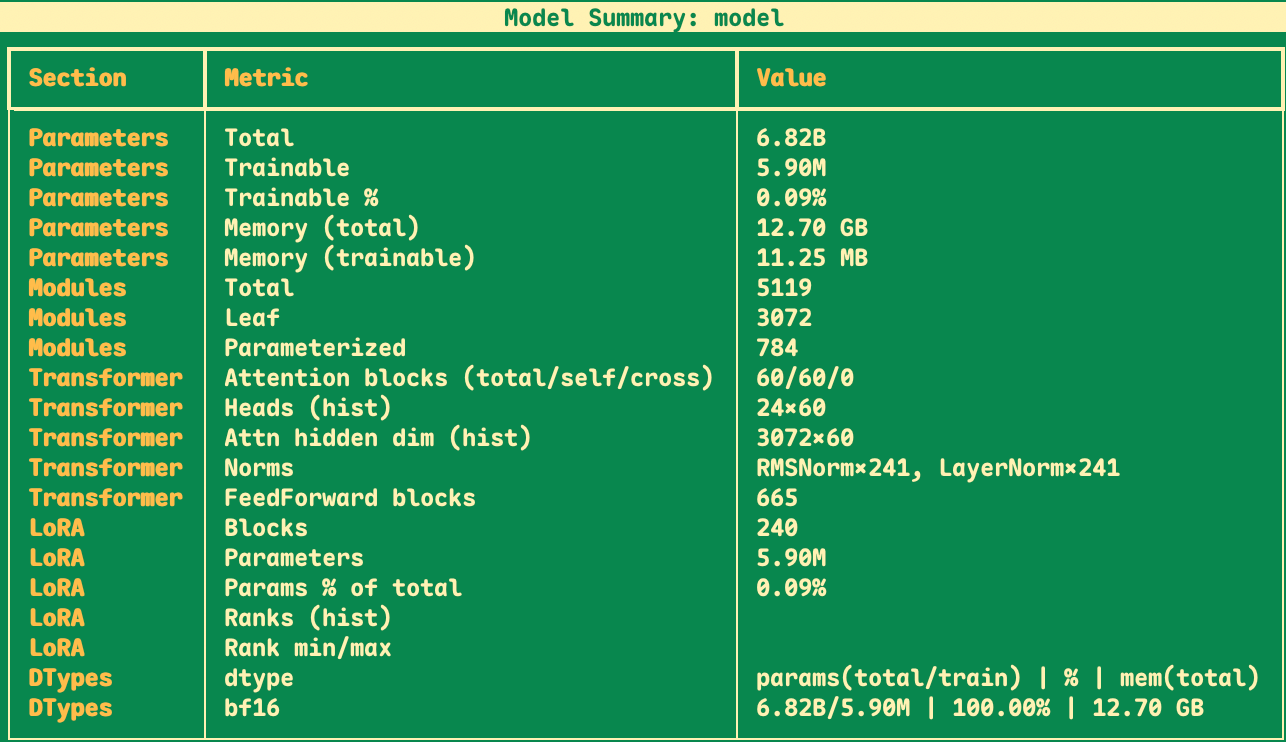 Model Summary: model
Section Metric Value
Parameters Total 6.82B
Parameters Trainable 5.90M
Parameters Trainable % 0.09%
Parameters Memory (total) 12.70 GB
Parameters Memory (trainable) 11.25 MB
Modules Total 5119
Modules Leaf 3072
Modules Parameterized 784
Transformer Attention blocks (total/self/cross) 60/60/0
Transformer Heads (hist) 24×60
Transformer Attn hidden dim (hist) 3072×60
Transformer Norms RMSNorm×241, LayerNorm×241
Transformer FeedForward blocks 665
LoRA Blocks 240
LoRA Parameters 5.90M
LoRA Params % of total 0.09%
LoRA Ranks (hist)
LoRA Rank min/max
DTypes dtype params(total/train) | % | mem(total)
DTypes bf16 6.82B/5.90M | 100.00% | 12.70 GB